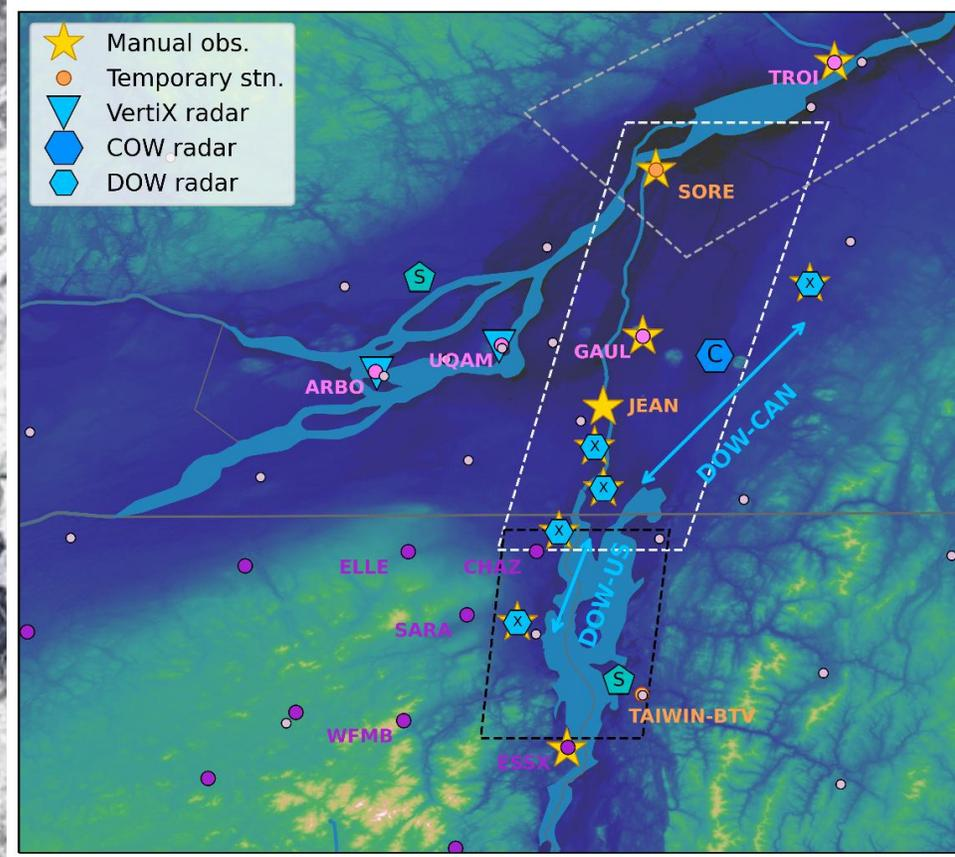 Manual obs.
Temporary stn.
VertiX radar
COW radar
DOW radar
TROI
SORE
S
X
UQAM
GAUL
C
ARBO
JEAN
DOW-CAN
X
X
X
ELLE
CHAZ
DOW-US
X
SARA
S
TAIWIN-BTV
WFMB
ESSX